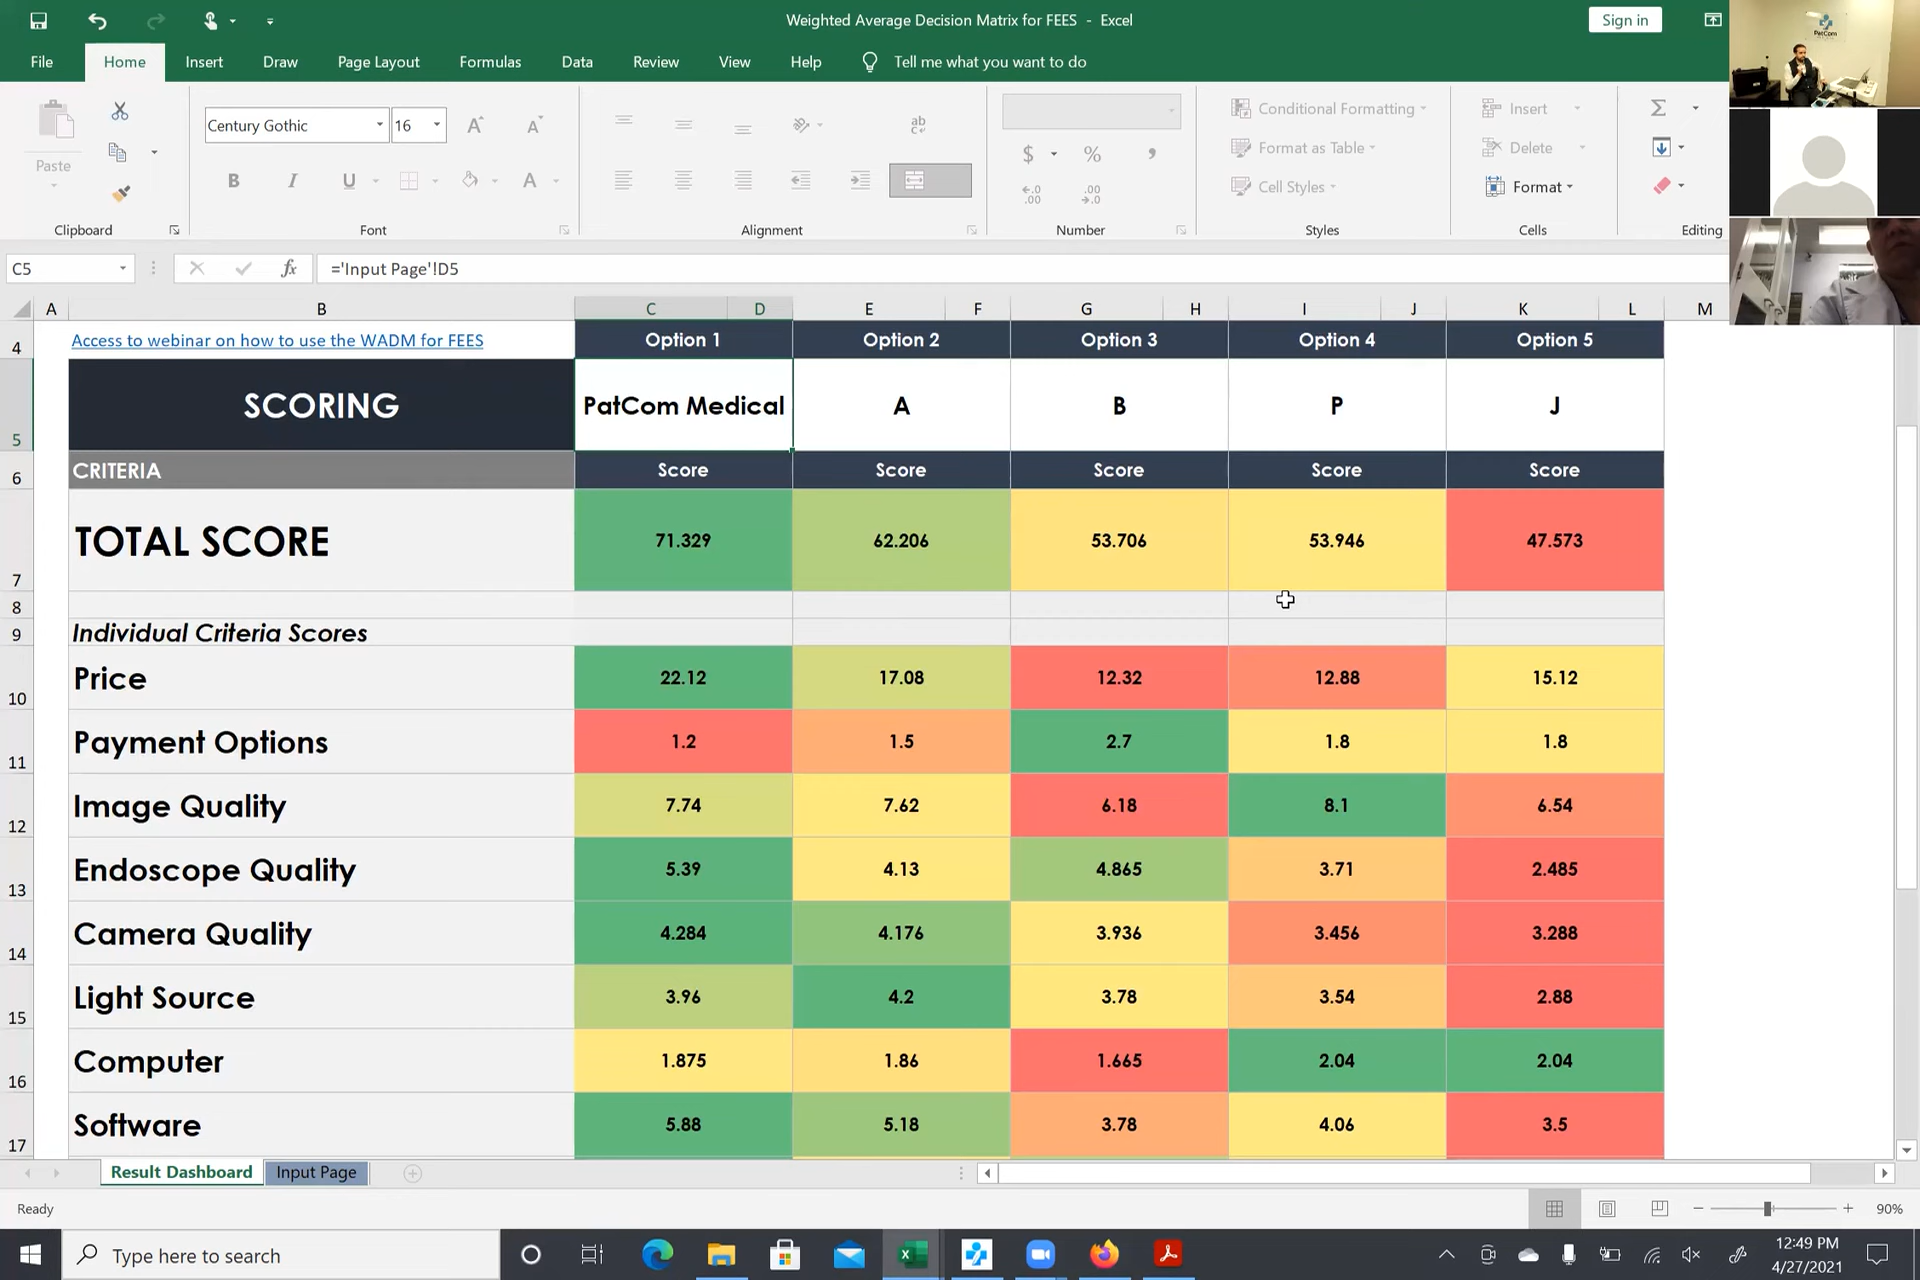 Weighted Average Decision Matrix for FEES - Excel
Sign in
File Home Insert Draw Page Layout Formulas Data Review View Help Tell me what you want to do
PatCom
Century Gothic 16
Paste
B I U A
ab
$ % ,
Conditional Formatting
Format as Table
Cell Styles
Insert
Delete
Format
Clipboard Font Alignment Number Styles Cells Editing
C5 fx ='Input Page'!D5
A B C D E F G H I J K L M
4 Access to webinar on how to use the WADM for FEES Option 1 Option 2 Option 3 Option 4 Option 5
5 SCORING PatCom Medical A B P J
6 CRITERIA Score Score Score Score Score
7 TOTAL SCORE 71.329 62.206 53.706 53.946 47.573
8
9 Individual Criteria Scores
10 Price 22.12 17.08 12.32 12.88 15.12
11 Payment Options 1.2 1.5 2.7 1.8 1.8
12 Image Quality 7.74 7.62 6.18 8.1 6.54
13 Endoscope Quality 5.39 4.13 4.865 3.71 2.485
14 Camera Quality 4.284 4.176 3.936 3.456 3.288
15 Light Source 3.96 4.2 3.78 3.54 2.88
16 Computer 1.875 1.86 1.665 2.04 2.04
17 Software 5.88 5.18 3.78 4.06 3.5
Result Dashboard Input Page
Ready 90%
Type here to search
12:49 PM
4/27/2021